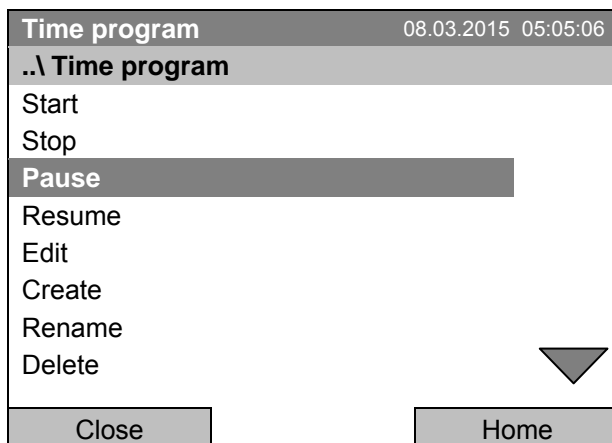 Time program 08.03.2015 05:05:06
..\ Time program
Start
Stop
Pause
Resume
Edit
Create
Rename
Delete
Close Home